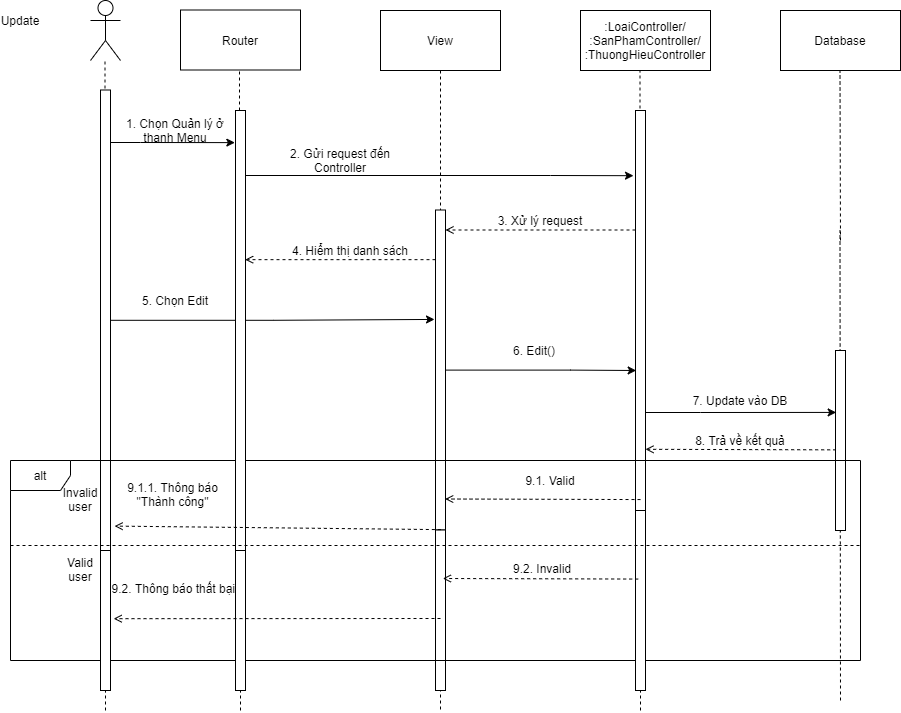 Update
Router
View
:LoaiController/
:SanPhamController/
:ThuongHieuController
Database
1. Chọn Quản lý ở
thanh Menu
2. Gửi request đến
Controller
3. Xử lý request
4. Hiểm thị danh sách
5. Chọn Edit
6. Edit()
7. Update vào DB
8. Trả về kết quả
alt
Invalid
user
9.1. Valid
9.1.1. Thông báo
"Thành công"
Valid
user
9.2. Invalid
9.2. Thông báo thất bại